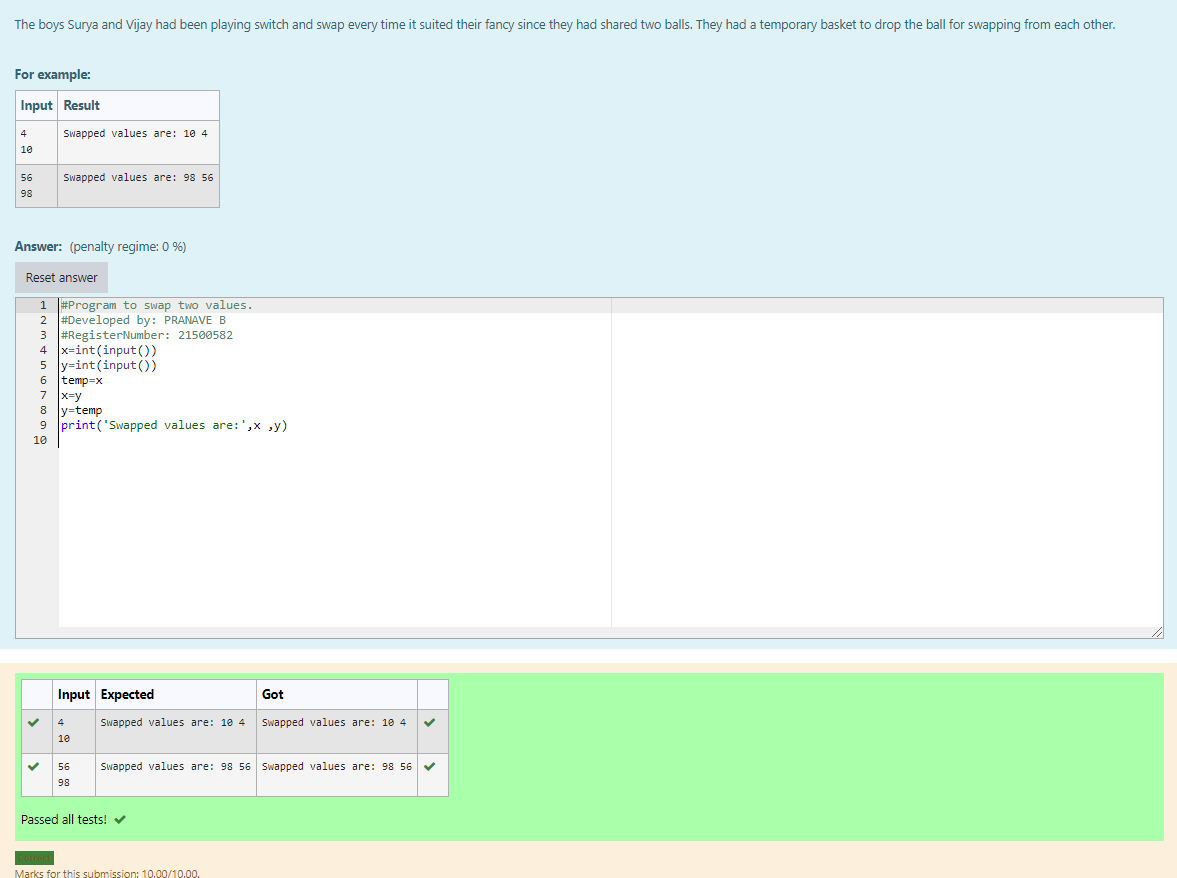 The boys Surya and Vijay had been playing switch and swap every time it suited their fancy since they had shared two balls. They had a temporary basket to drop the ball for swapping from each other.
For example:
Input Result
4 Swapped values are: 10 4
10
56 Swapped values are: 98 56
98
Answer: (penalty regime: 0 %)
Reset answer
1 #Program to swap two values.
2 #Developed by: PRANAVE B
3 #RegisterNumber: 21500582
4 x=int(input())
5 y=int(input())
6 temp=x
7 x=y
8 y=temp
9 print('Swapped values are:',x ,y)
10
Input Expected Got
4 Swapped values are: 10 4 Swapped values are: 10 4
10
56 Swapped values are: 98 56 Swapped values are: 98 56
98
Passed all tests!
Correct
Marks for this submission: 10.00/10.00.